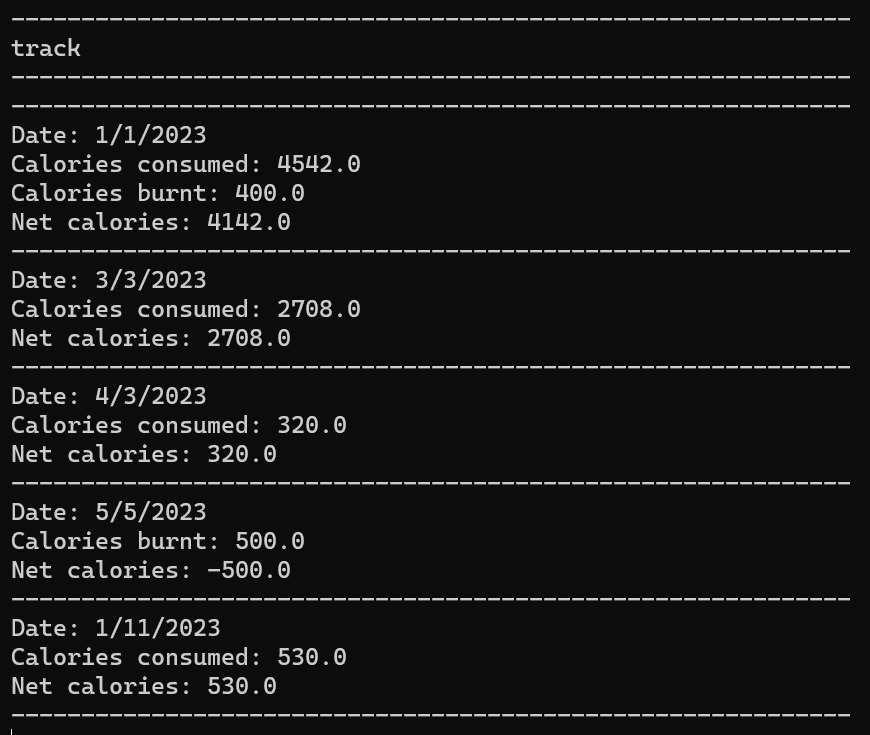 ------------------------------------------------------------
track
------------------------------------------------------------
------------------------------------------------------------
Date: 1/1/2023
Calories consumed: 4542.0
Calories burnt: 400.0
Net calories: 4142.0
------------------------------------------------------------
Date: 3/3/2023
Calories consumed: 2708.0
Net calories: 2708.0
------------------------------------------------------------
Date: 4/3/2023
Calories consumed: 320.0
Net calories: 320.0
------------------------------------------------------------
Date: 5/5/2023
Calories burnt: 500.0
Net calories: -500.0
------------------------------------------------------------
Date: 1/11/2023
Calories consumed: 530.0
Net calories: 530.0
------------------------------------------------------------